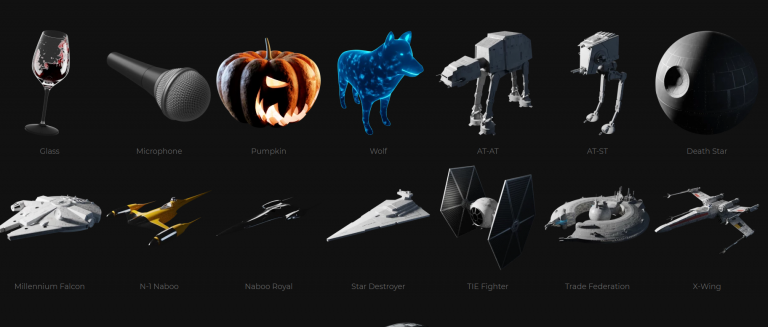 Glass
Microphone
Pumpkin
Wolf
AT-AT
AT-ST
Death Star
Millennium Falcon
N-1 Naboo
Naboo Royal
Star Destroyer
TIE Fighter
Trade Federation
X-Wing